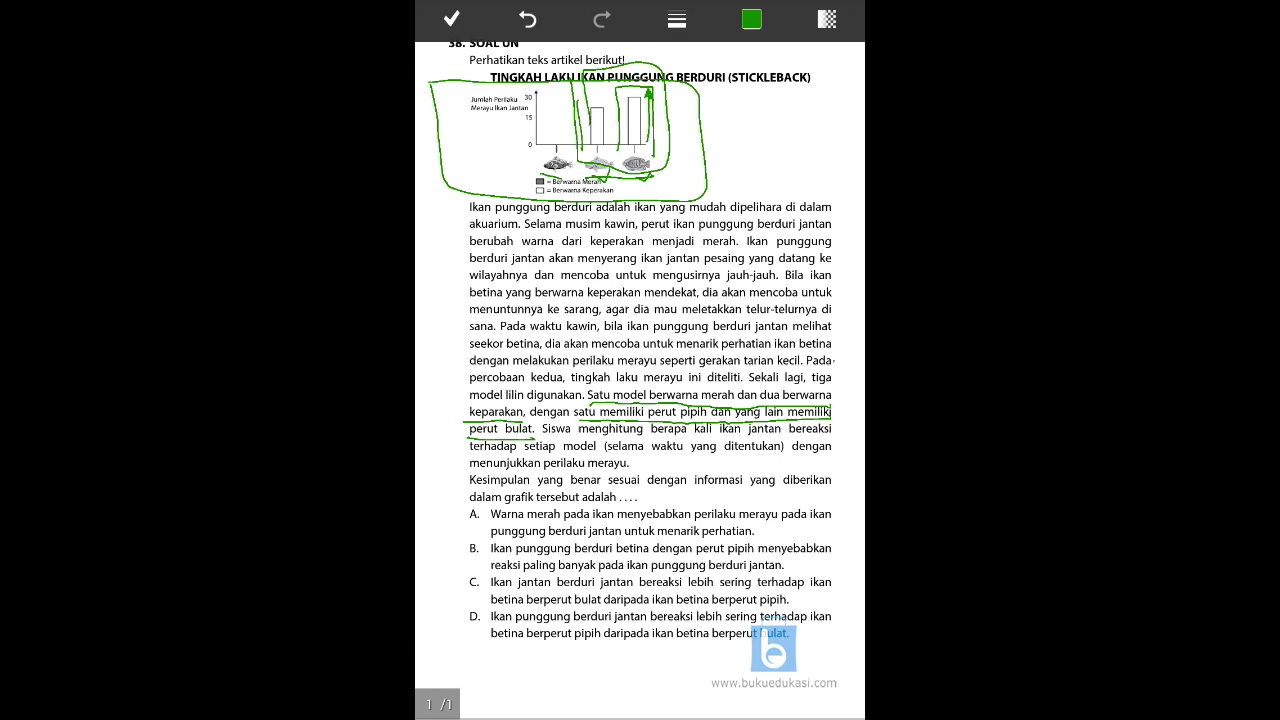 38. SOAL UN
Perhatikan teks artikel berikut!
TINGKAH LAKU IKAN PUNGGUNG BERDURI (STICKLEBACK)
Jumlah Perilaku
Merayu Ikan Jantan
30
15
0
= Berwarna Merah
= Berwarna Keperakan
Ikan punggung berduri adalah ikan yang mudah dipelihara di dalam
akuarium. Selama musim kawin, perut ikan punggung berduri jantan
berubah warna dari keperakan menjadi merah. Ikan punggung
berduri jantan akan menyerang ikan jantan pesaing yang datang ke
wilayahnya dan mencoba untuk mengusirnya jauh-jauh. Bila ikan
betina yang berwarna keperakan mendekat, dia akan mencoba untuk
menuntunnya ke sarang, agar dia mau meletakkan telur-telurnya di
sana. Pada waktu kawin, bila ikan punggung berduri jantan melihat
seekor betina, dia akan mencoba untuk menarik perhatian ikan betina
dengan melakukan perilaku merayu seperti gerakan tarian kecil. Pada
percobaan kedua, tingkah laku merayu ini diteliti. Sekali lagi, tiga
model lilin digunakan. Satu model berwarna merah dan dua berwarna
keparakan, dengan satu memiliki perut pipih dan yang lain memiliki
perut bulat. Siswa menghitung berapa kali ikan jantan bereaksi
terhadap setiap model (selama waktu yang ditentukan) dengan
menunjukkan perilaku merayu.
Kesimpulan yang benar sesuai dengan informasi yang diberikan
dalam grafik tersebut adalah . . . .
A. Warna merah pada ikan menyebabkan perilaku merayu pada ikan
punggung berduri jantan untuk menarik perhatian.
B. Ikan punggung berduri betina dengan perut pipih menyebabkan
reaksi paling banyak pada ikan punggung berduri jantan.
C. Ikan jantan berduri jantan bereaksi lebih sering terhadap ikan
betina berperut bulat daripada ikan betina berperut pipih.
D. Ikan punggung berduri jantan bereaksi lebih sering terhadap ikan
betina berperut pipih daripada ikan betina berperut bulat.
b
www.bukuedukasi.com
1 /1